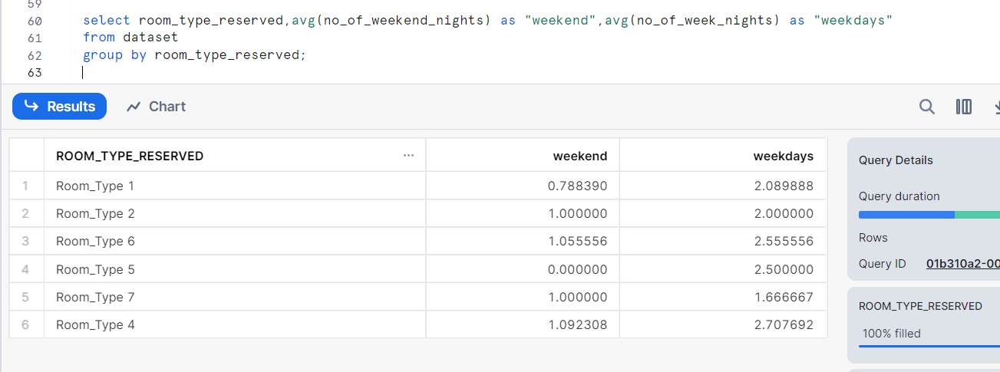 59
60 select room_type_reserved,avg(no_of_weekend_nights) as "weekend",avg(no_of_week_nights) as "weekdays"
61 from dataset
62 group by room_type_reserved;
63
Results Chart
ROOM_TYPE_RESERVED ... weekend weekdays
1 Room_Type 1 0.788390 2.089888
2 Room_Type 2 1.000000 2.000000
3 Room_Type 6 1.055556 2.555556
4 Room_Type 5 0.000000 2.500000
5 Room_Type 7 1.000000 1.666667
6 Room_Type 4 1.092308 2.707692
Query Details
Query duration
Rows
Query ID 01b310a2-00
ROOM_TYPE_RESERVED
100% filled